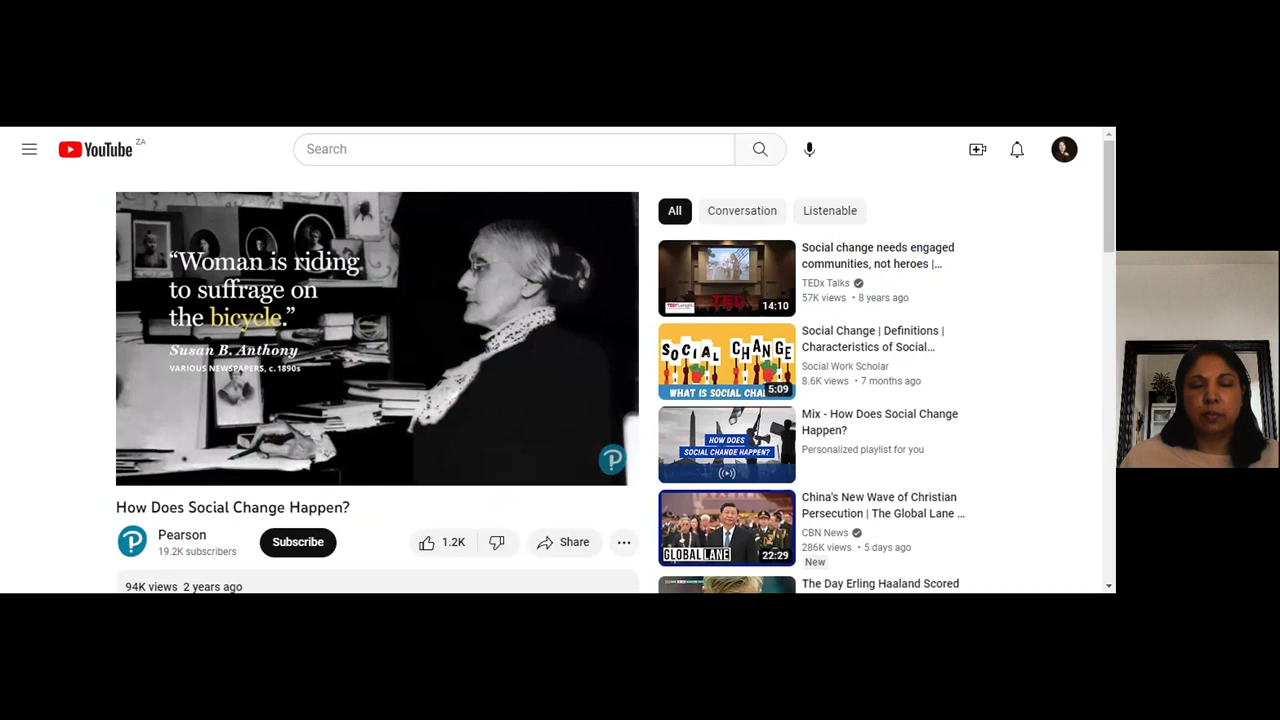 YouTube ZA
Search
“Woman is riding
to suffrage on
the bicycle.”
Susan B. Anthony
VARIOUS NEWSPAPERS, c. 1890s
How Does Social Change Happen?
Pearson
19.2K subscribers
Subscribe
1.2K
Share
94K views 2 years ago
All
Conversation
Listenable
TED
14:10
Social change needs engaged
communities, not heroes |...
TEDx Talks
57K views • 8 years ago
SOCIAL CHANGE
WHAT IS SOCIAL CHA
5:09
Social Change | Definitions |
Characteristics of Social...
Social Work Scholar
8.6K views • 7 months ago
HOW DOES
SOCIAL CHANGE HAPPEN?
Mix - How Does Social Change
Happen?
Personalized playlist for you
GLOBAL LANE
22:29
China's New Wave of Christian
Persecution | The Global Lane ...
CBN News
286K views • 5 days ago
New
The Day Erling Haaland Scored